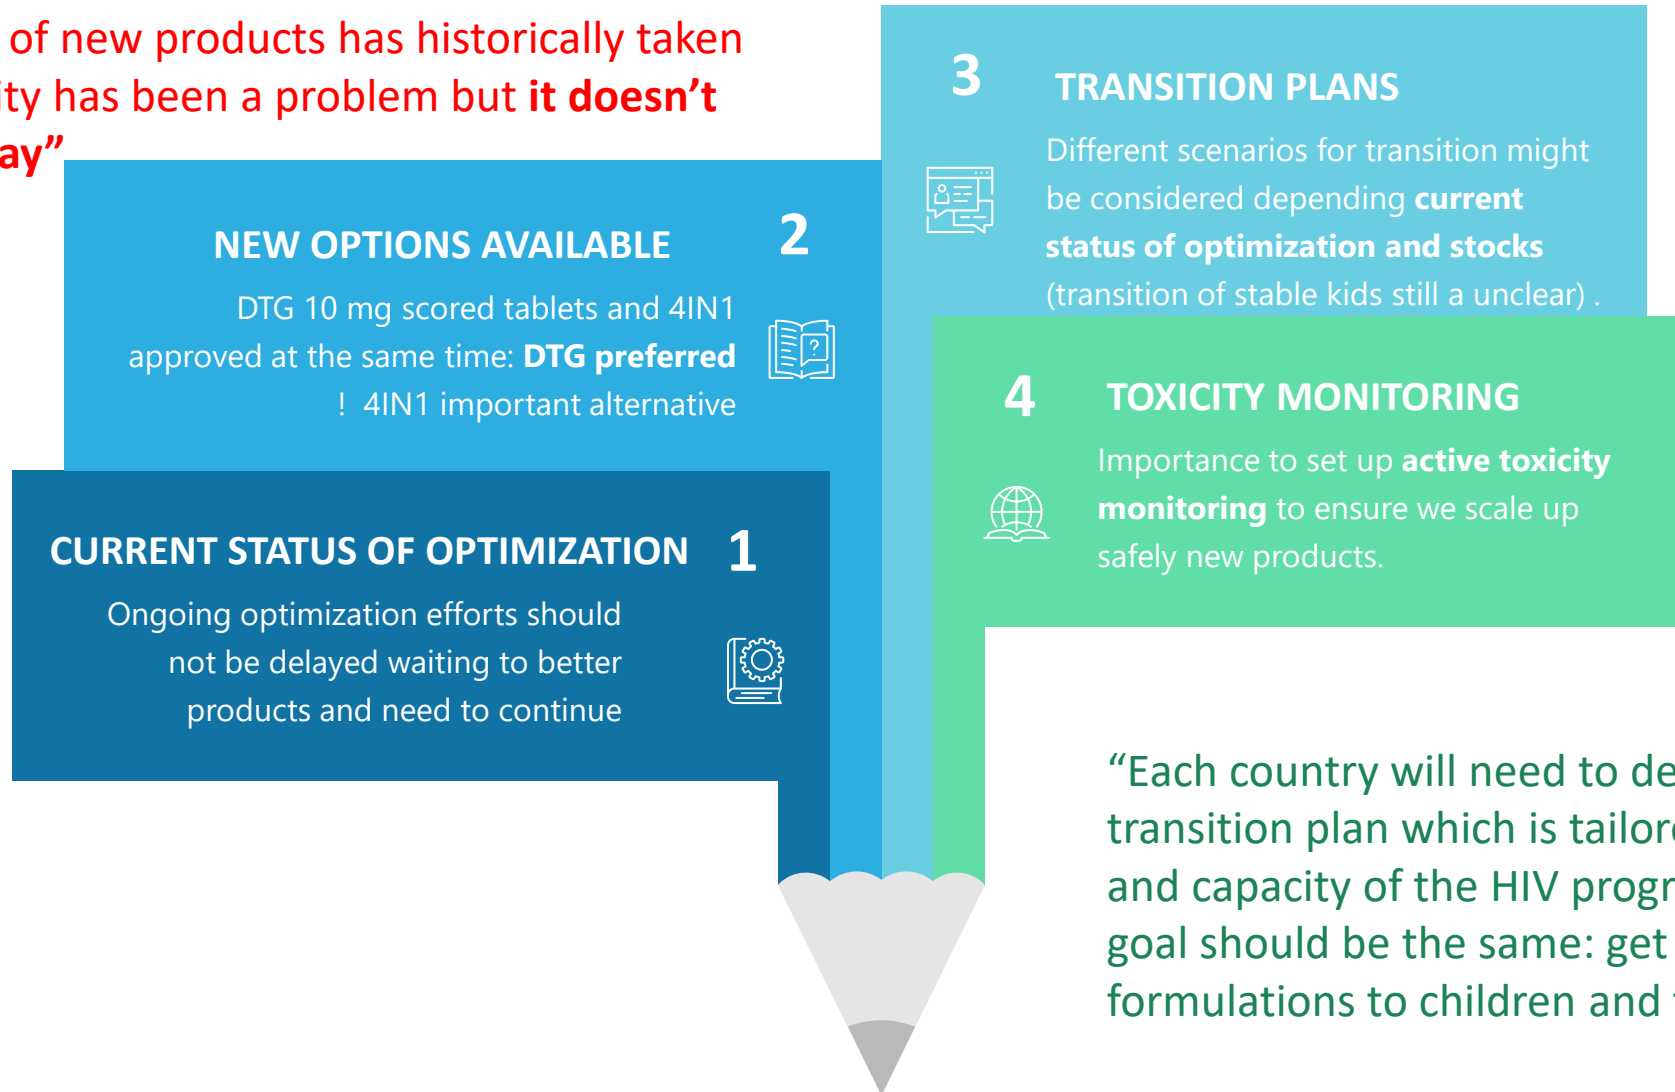 of new products has historically taken
ity has been a problem but it doesn't
ay”
3
TRANSITION PLANS
Different scenarios for transition might
be considered depending current
status of optimization and stocks
(transition of stable kids still a unclear) .
NEW OPTIONS AVAILABLE
2
DTG 10 mg scored tablets and 4IN1
approved at the same time: DTG preferred
! 4IN1 important alternative
4
TOXICITY MONITORING
Importance to set up active toxicity
monitoring to ensure we scale up
safely new products.
CURRENT STATUS OF OPTIMIZATION
1
Ongoing optimization efforts should
not be delayed waiting to better
products and need to continue
“Each country will need to de
transition plan which is tailor
and capacity of the HIV progr
goal should be the same: get
formulations to children and